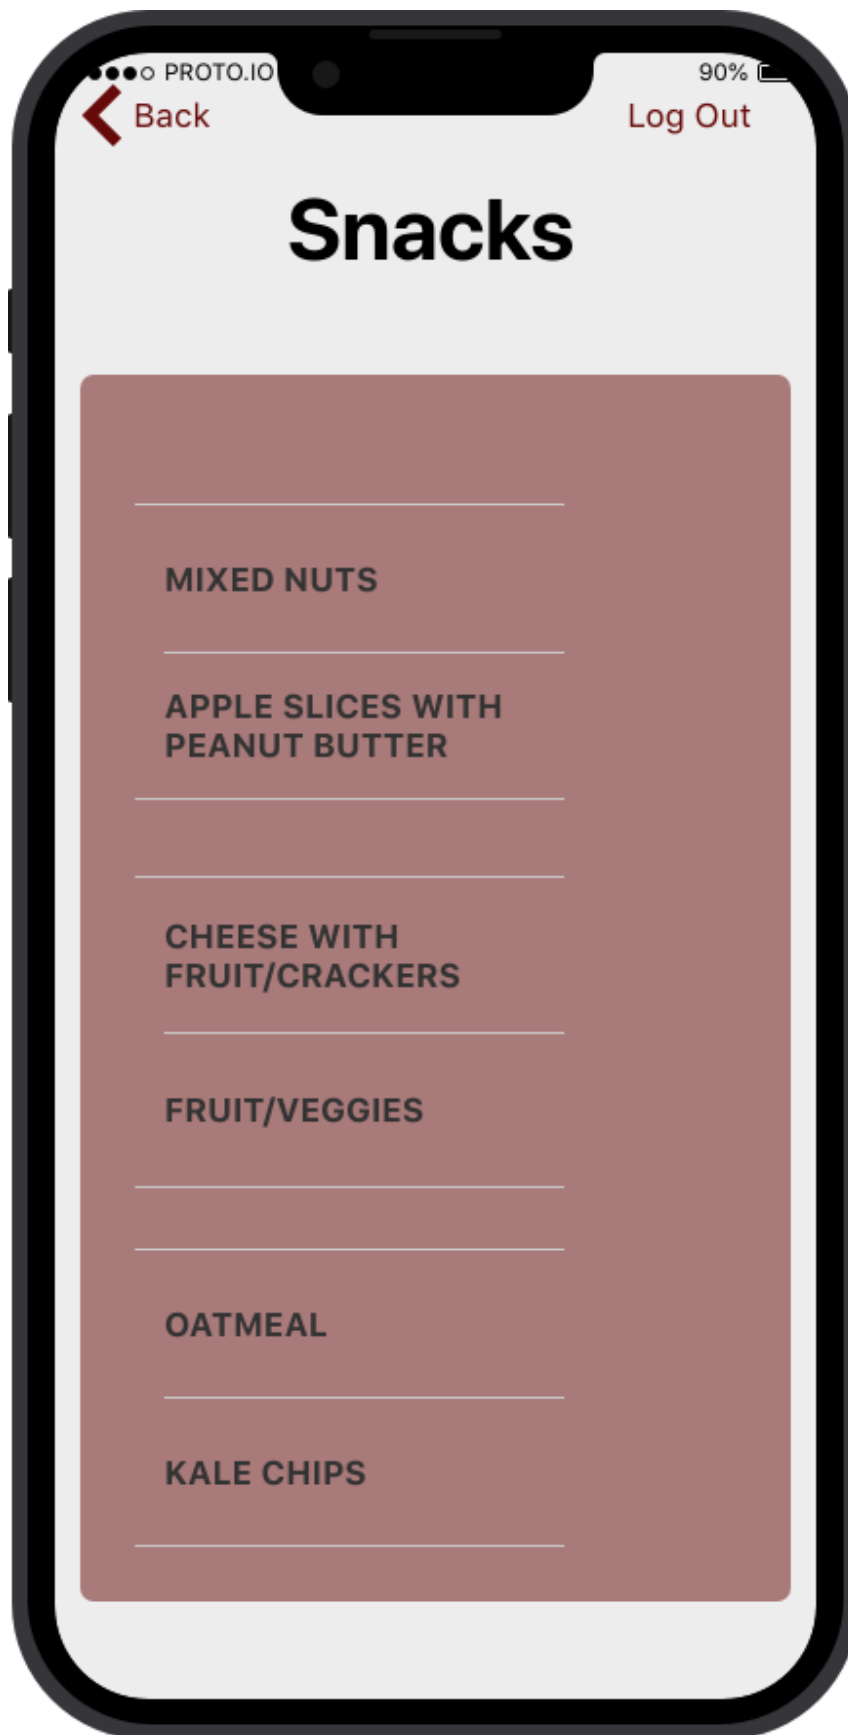 PROTO.IO 90%
Back Log Out
Snacks
MIXED NUTS
APPLE SLICES WITH
PEANUT BUTTER
CHEESE WITH
FRUIT/CRACKERS
FRUIT/VEGGIES
OATMEAL
KALE CHIPS